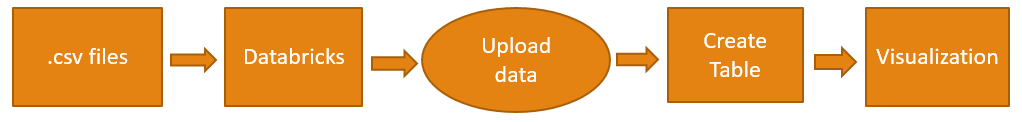 .csv files
Databricks
Upload
data
Create
Table
Visualization